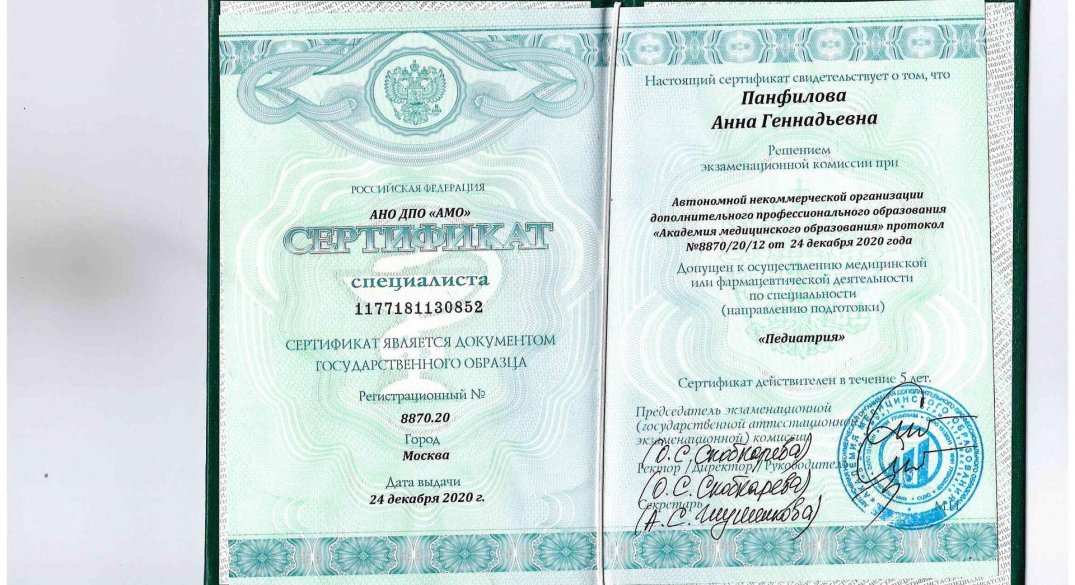 РОССИЙСКАЯ ФЕДЕРАЦИЯ
АНО ДПО «АМО»
СЕРТИФИКАТ
специалиста
1177181130852
СЕРТИФИКАТ ЯВЛЯЕТСЯ ДОКУМЕНТОМ
ГОСУДАРСТВЕННОГО ОБРАЗЦА
Регистрационный №
8870.20
Город
Москва
Дата выдачи
24 декабря 2020 г.
Настоящий сертификат свидетельствует о том, что
Панфилова
Анна Геннадьевна
Решением
экзаменационной комиссии при
Автономной некоммерческой организации
дополнительного профессионального образования
«Академия медицинского образования» протокол
№8870/20/12 от 24 декабря 2020 года
Допущен к осуществлению медицинской
или фармацевтической деятельности
по специальности
(направлению подготовки)
«Педиатрия»
Сертификат действителен в течение 5 лет.
Председатель экзаменационной
(государственной аттестационно
экзаменационной) комиссии
(О.С. Скобкарева)
Ректор /Директор/ Руководитель
(О.С. Скобкарева)
Секретарь
М.П.